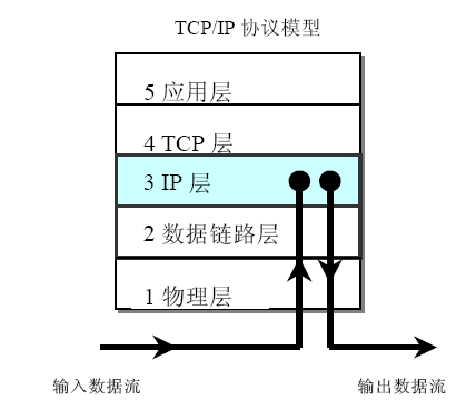 TCP/IP 协议模型
5 应用层
4 TCP 层
3 IP 层
2 数据链路层
1 物理层
输入数据流
输出数据流